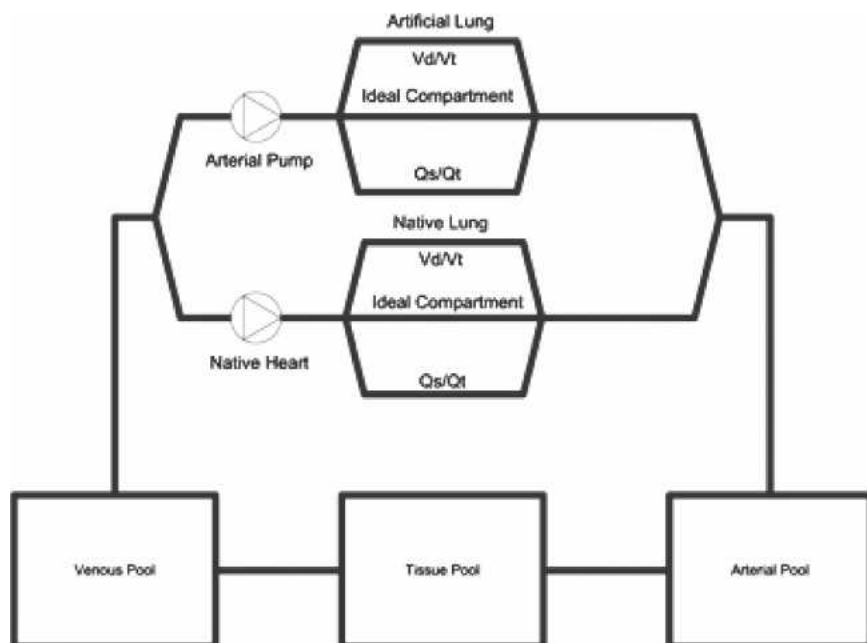 Artificial Lung
Vd/Vt
Ideal Compartment
Arterial Pump
Qs/Qt
Native Lung
Vd/Vt
Ideal Compartment
Native Heart
Qs/Qt
Venous Pool
Tissue Pool
Arterial Pool